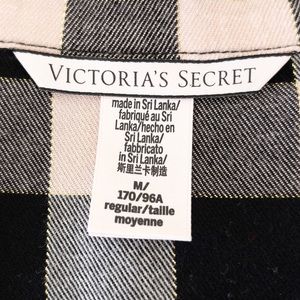 VICTORIA'S SECRET
made in Sri Lanka/
fabriqué au Sri
Lanka/hecho en
Sri Lanka/
fabbricato
in Sri Lanka/
斯里兰卡制造
M/
170/96A
regular/taille
moyenne